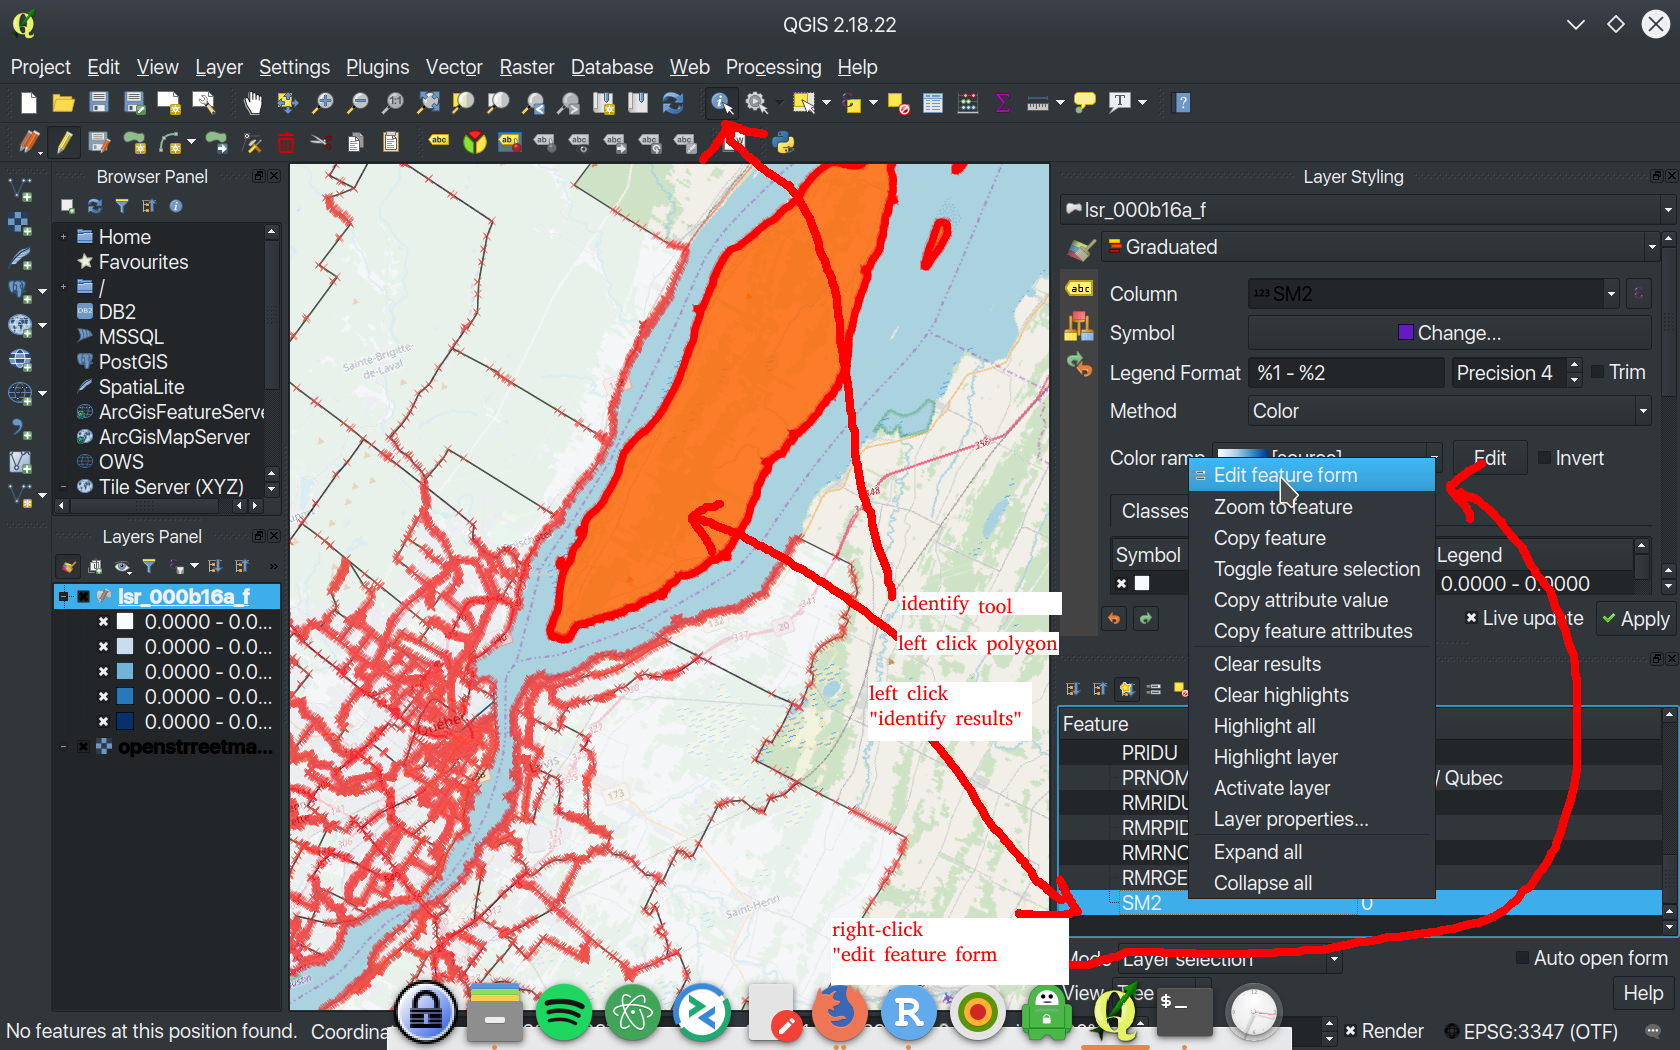 QGIS 2.18.22
Project Edit View Layer Settings Plugins Vector Raster Database Web Processing Help
Browser Panel
Home
Favourites
/
DB2
MSSQL
PostGIS
SpatiaLite
ArcGisFeatureServe
ArcGisMapServer
OWS
Tile Server (XYZ)
Layers Panel
lsr_000b16a_f
0.0000 - 0.0...
0.0000 - 0.0...
0.0000 - 0.0...
0.0000 - 0.0...
0.0000 - 0.0...
openstrreetma...
Sainte-Brigitte-
de-Laval
Québec
Lévis
Saint-Henri
173
20
132
identify tool
left click polygon
left click
"identify results"
right-click
"edit feature form
Layer Styling
lsr_000b16a_f
Graduated
Column 123 SM2
Symbol Change...
Legend Format %1 - %2 Precision 4 Trim
Method Color
Color ramp [source] Edit Invert
Classes
Symbol Legend
0.0000 - 0.0000
Live update Apply
Edit feature form
Zoom to feature
Copy feature
Toggle feature selection
Copy attribute value
Copy feature attributes
Clear results
Clear highlights
Highlight all
Highlight layer
Activate layer
Layer properties...
Expand all
Collapse all
Feature
PRIDU
PRNOM / Qubec
RMRIDU
RMRPID
RMRNO
RMRGE
SM2 0
Mode Layer selection Auto open form
View Tree Help
No features at this position found. Coordina
Render EPSG:3347 (OTF)